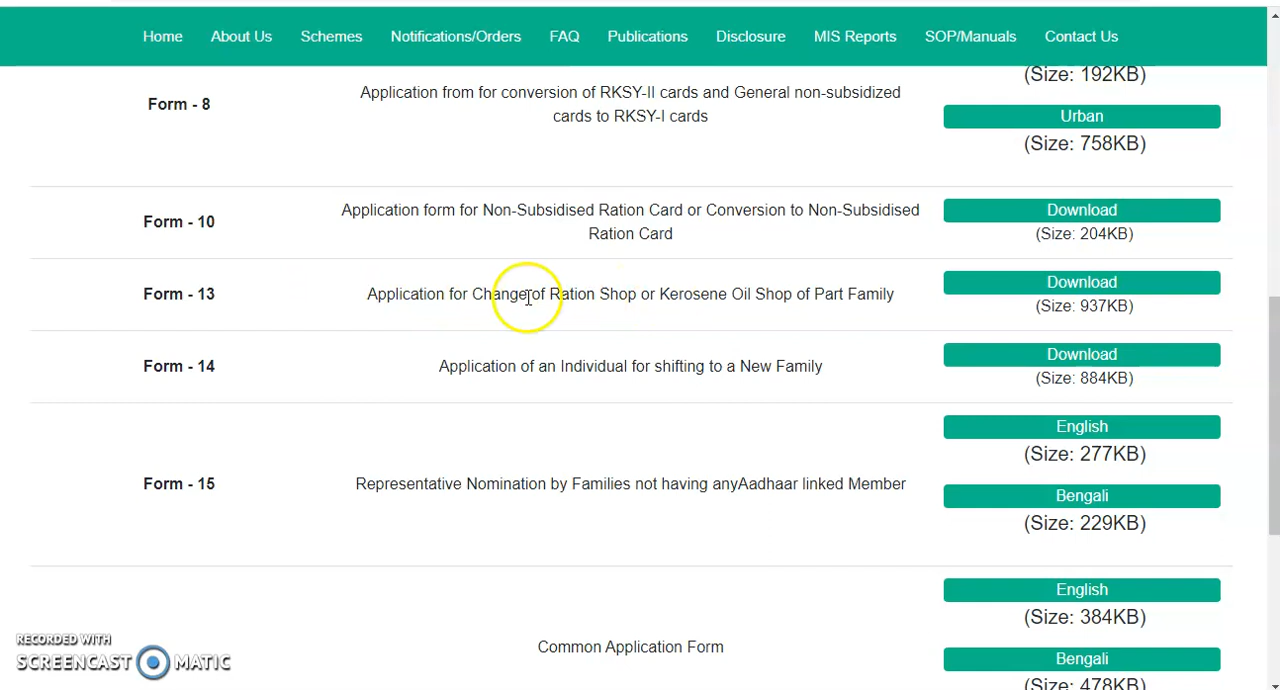 Home About Us Schemes Notifications/Orders FAQ Publications Disclosure MIS Reports SOP/Manuals Contact Us
(Size: 192KB)
Form - 8
Application from for conversion of RKSY-II cards and General non-subsidized
cards to RKSY-I cards
Urban
(Size: 758KB)
Form - 10
Application form for Non-Subsidised Ration Card or Conversion to Non-Subsidised
Ration Card
Download
(Size: 204KB)
Form - 13
Application for Change of Ration Shop or Kerosene Oil Shop of Part Family
Download
(Size: 937KB)
Form - 14
Application of an Individual for shifting to a New Family
Download
(Size: 884KB)
Form - 15
Representative Nomination by Families not having anyAadhaar linked Member
English
(Size: 277KB)
Bengali
(Size: 229KB)
Common Application Form
English
(Size: 384KB)
Bengali
(Size: 478KB)
RECORDED WITH
SCREENCAST MATIC